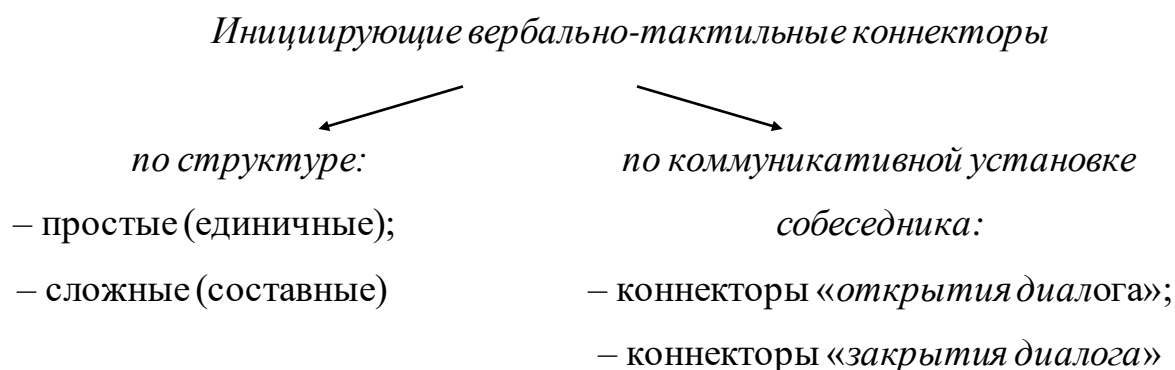 Инициирующие вербально-тактильные коннекторы
по структуре:
– простые (единичные);
– сложные (составные)
по коммуникативной установке
собеседника:
– коннекторы «открытия диалога»;
– коннекторы «закрытия диалога»